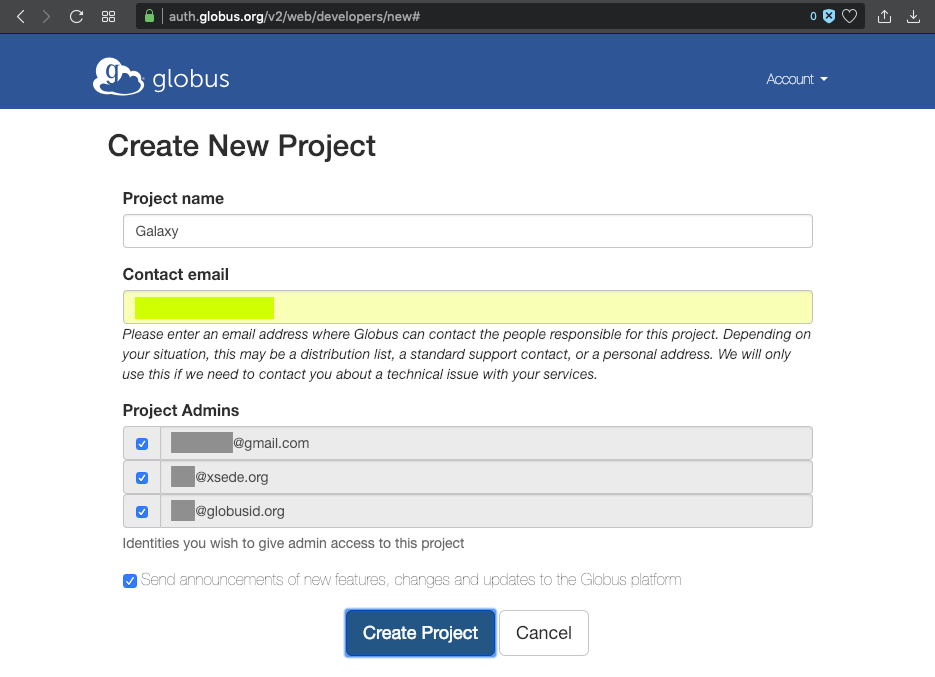 auth.globus.org/v2/web/developers/new#
0
g globus
Account
Create New Project
Project name
Galaxy
Contact email
Please enter an email address where Globus can contact the people responsible for this project. Depending on
your situation, this may be a distribution list, a standard support contact, or a personal address. We will only
use this if we need to contact you about a technical issue with your services.
Project Admins
@gmail.com
@xsede.org
@globusid.org
Identities you wish to give admin access to this project
Send announcements of new features, changes and updates to the Globus platform
Create Project
Cancel